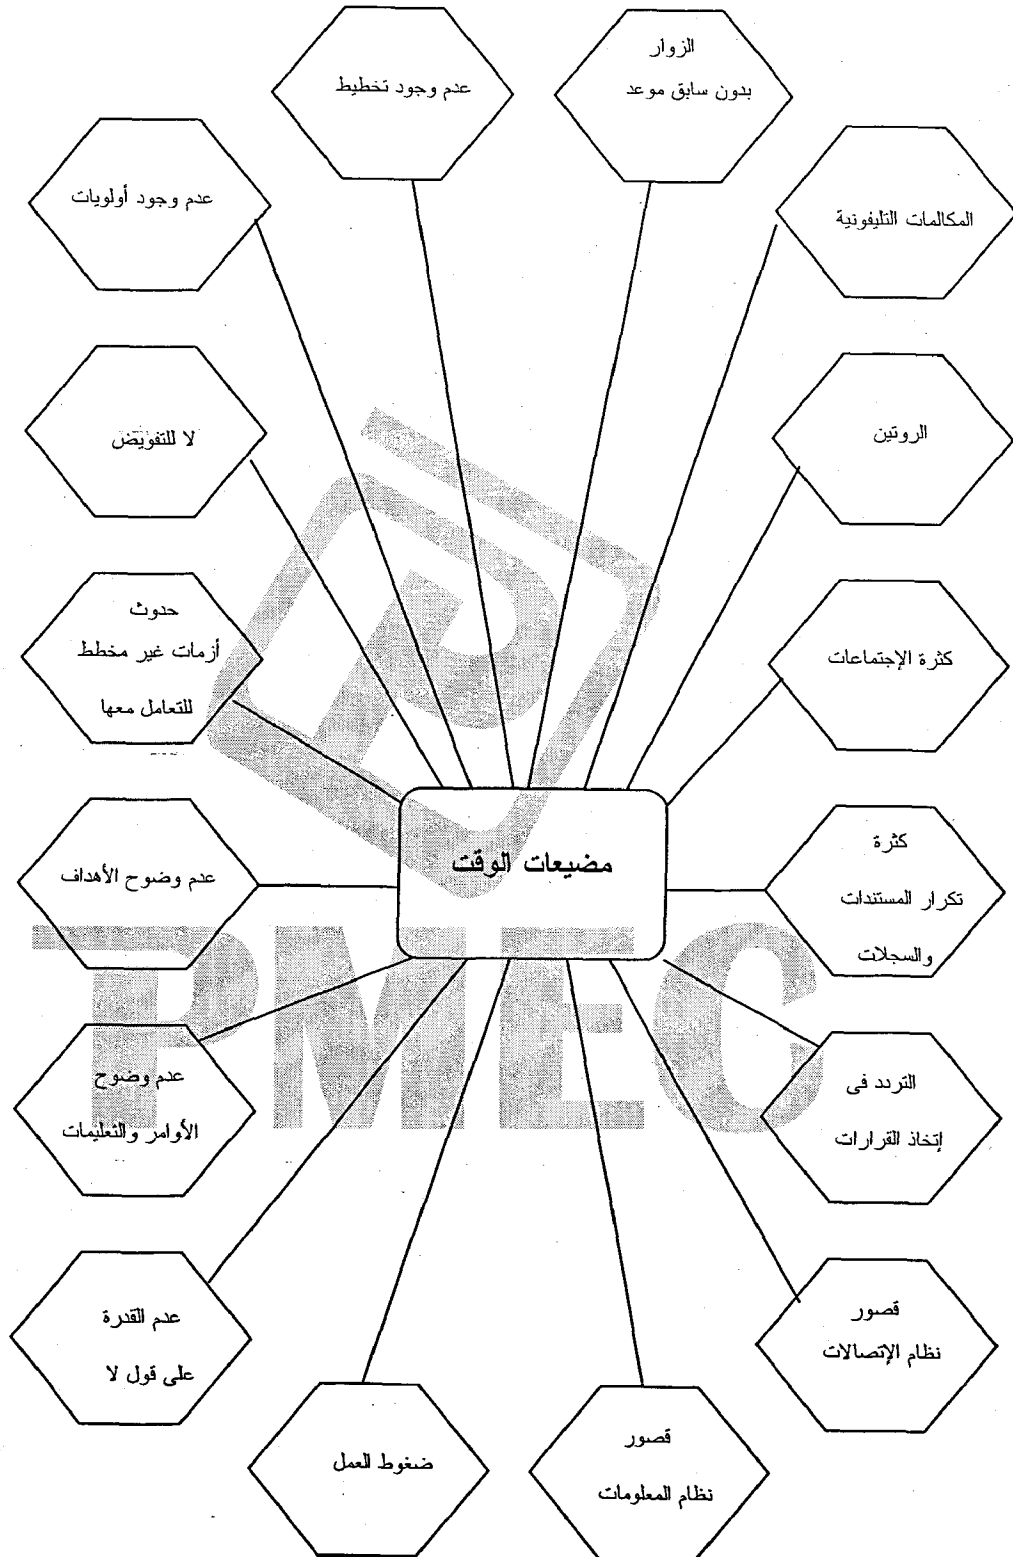 الزوار
بدون سابق موعد
عدم وجود تخطيط
المكالمات التليفونية
عدم وجود أولويات
الروتين
لا للتفويض
كثرة الإجتماعات
حدوث
أزمات غير مخطط
للتعامل معها
مضيعات الوقت
كثرة
تكرار المستندات
والسجلات
عدم وضوح الأهداف
التردد فى
إتخاذ القرارات
عدم وضوح
الأوامر والتعليمات
قصور
نظام الإتصالات
عدم القدرة
على قول لا
قصور
نظام المعلومات
ضغوط العمل
TPMEC